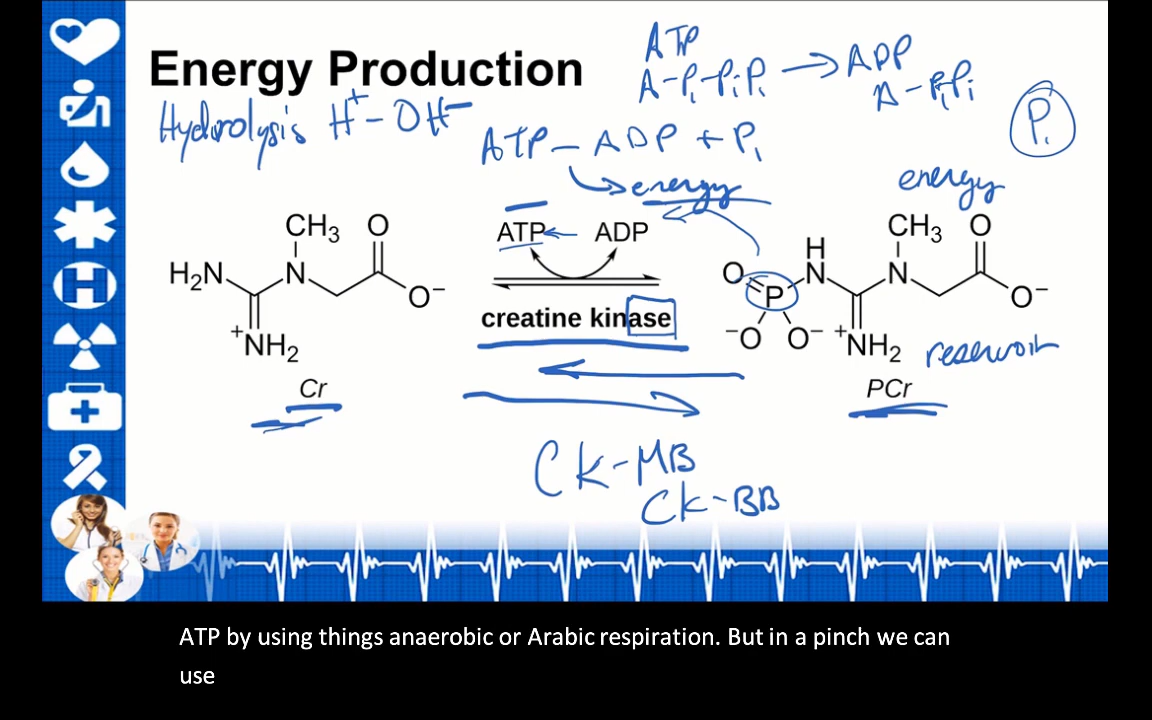 Energy Production
ATP
A-Pi-Pi Pi → ADP
A-Pi Pi
Pi
Hydrolysis H+ - OH-
ATP - ADP + Pi
energy
energy
CH3 O
ATP ADP
H
CH3 O
H2N N O-
O P N N O-
creatine kinase
+NH2
-O O- +NH2
reservoir
Cr
PCr
CK-MB
CK-BB
H
ATP by using things anaerobic or Arabic respiration. But in a pinch we can
use